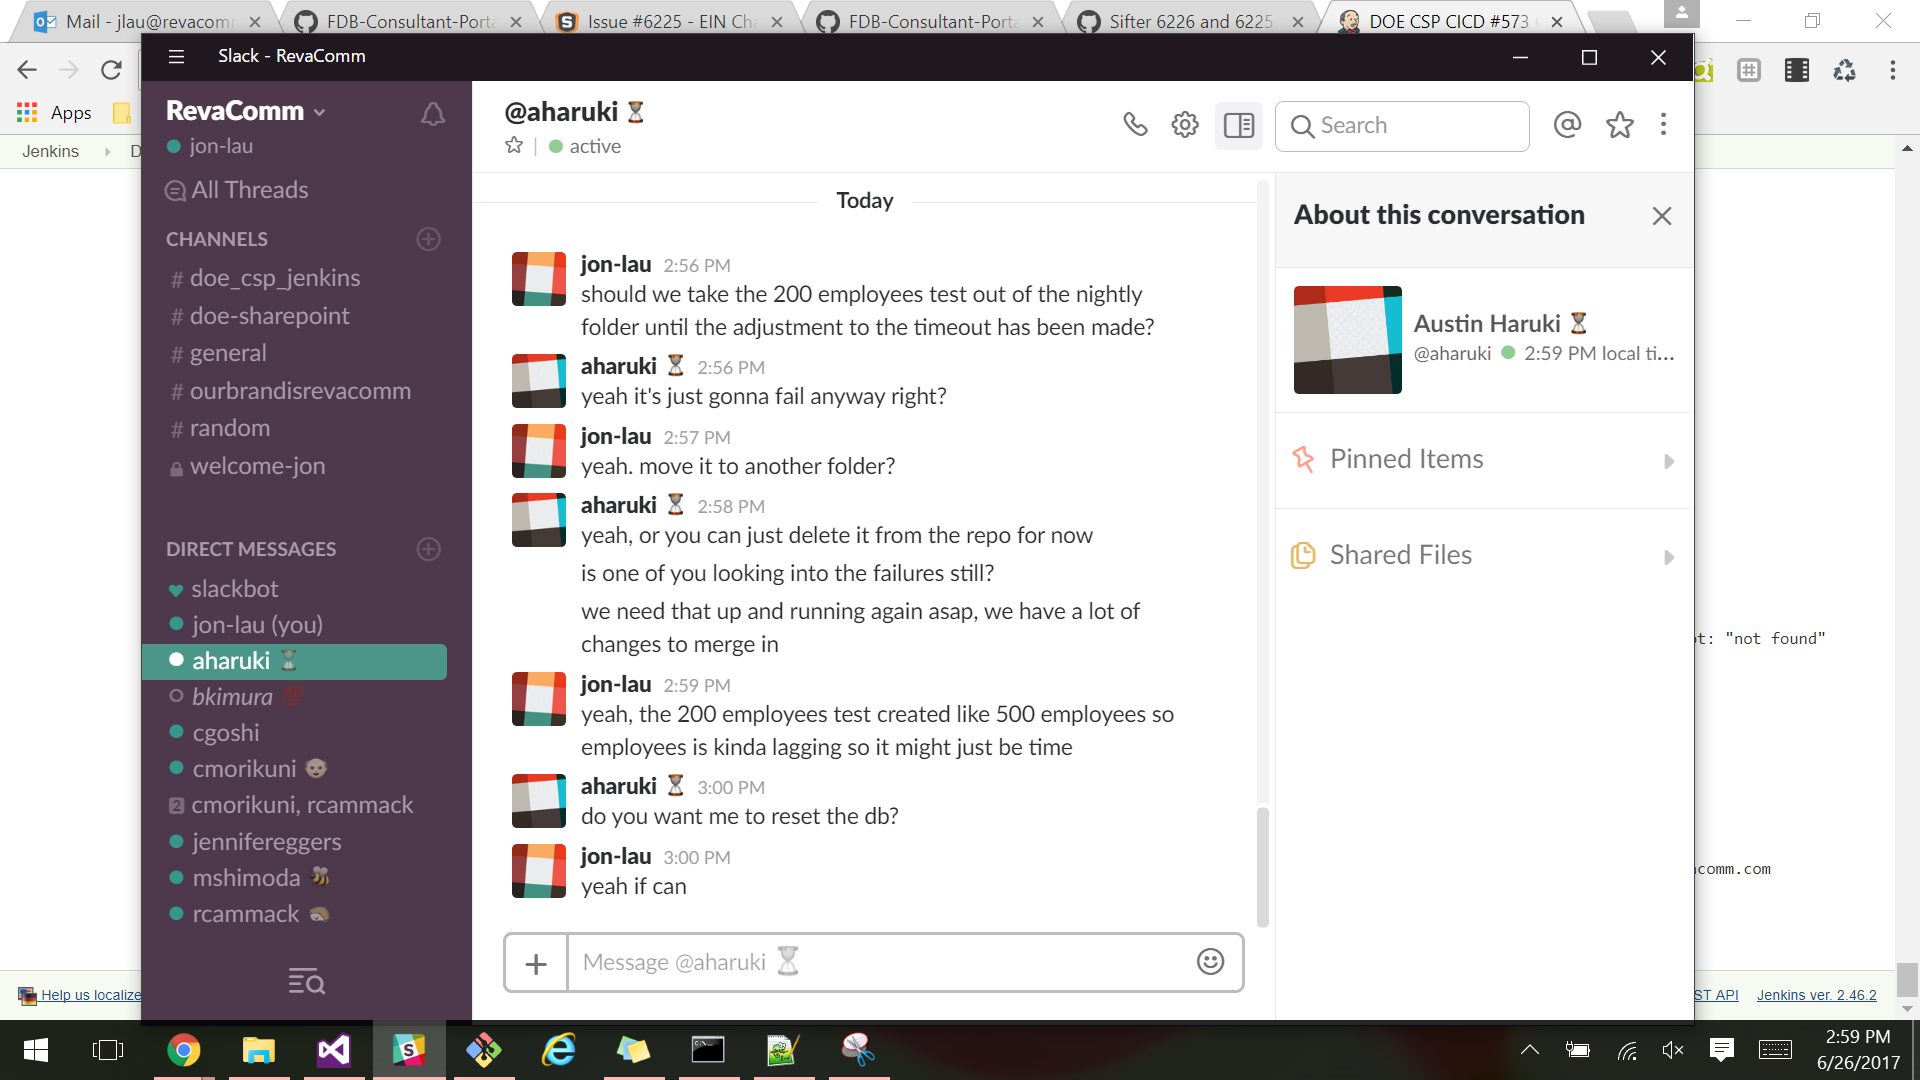 Mail - jlau@revacomm
FDB-Consultant-Porta
Issue #6225 - EIN Cha
FDB-Consultant-Porta
Sifter 6226 and 6225
DOE CSP CICD #573
Slack - RevaComm
Apps
Jenkins
RevaComm
jon-lau
All Threads
CHANNELS
# doe_csp_jenkins
# doe-sharepoint
# general
# ourbrandisrevacomm
# random
welcome-jon
DIRECT MESSAGES
slackbot
jon-lau (you)
aharuki
bkimura 💯
cgoshi
cmorikuni
2 cmorikuni, rcammack
jennifereggers
mshimoda
rcammack
@aharuki
active
Search
Today
jon-lau 2:56 PM
should we take the 200 employees test out of the nightly
folder until the adjustment to the timeout has been made?
aharuki 2:56 PM
yeah it's just gonna fail anyway right?
jon-lau 2:57 PM
yeah. move it to another folder?
aharuki 2:58 PM
yeah, or you can just delete it from the repo for now
is one of you looking into the failures still?
we need that up and running again asap, we have a lot of
changes to merge in
jon-lau 2:59 PM
yeah, the 200 employees test created like 500 employees so
employees is kinda lagging so it might just be time
aharuki 3:00 PM
do you want me to reset the db?
jon-lau 3:00 PM
yeah if can
Message @aharuki
About this conversation
Austin Haruki
@aharuki 2:59 PM local ti...
Pinned Items
Shared Files
ot: "not found"
comm.com
Help us localize
ST API
Jenkins ver. 2.46.2
2:59 PM
6/26/2017